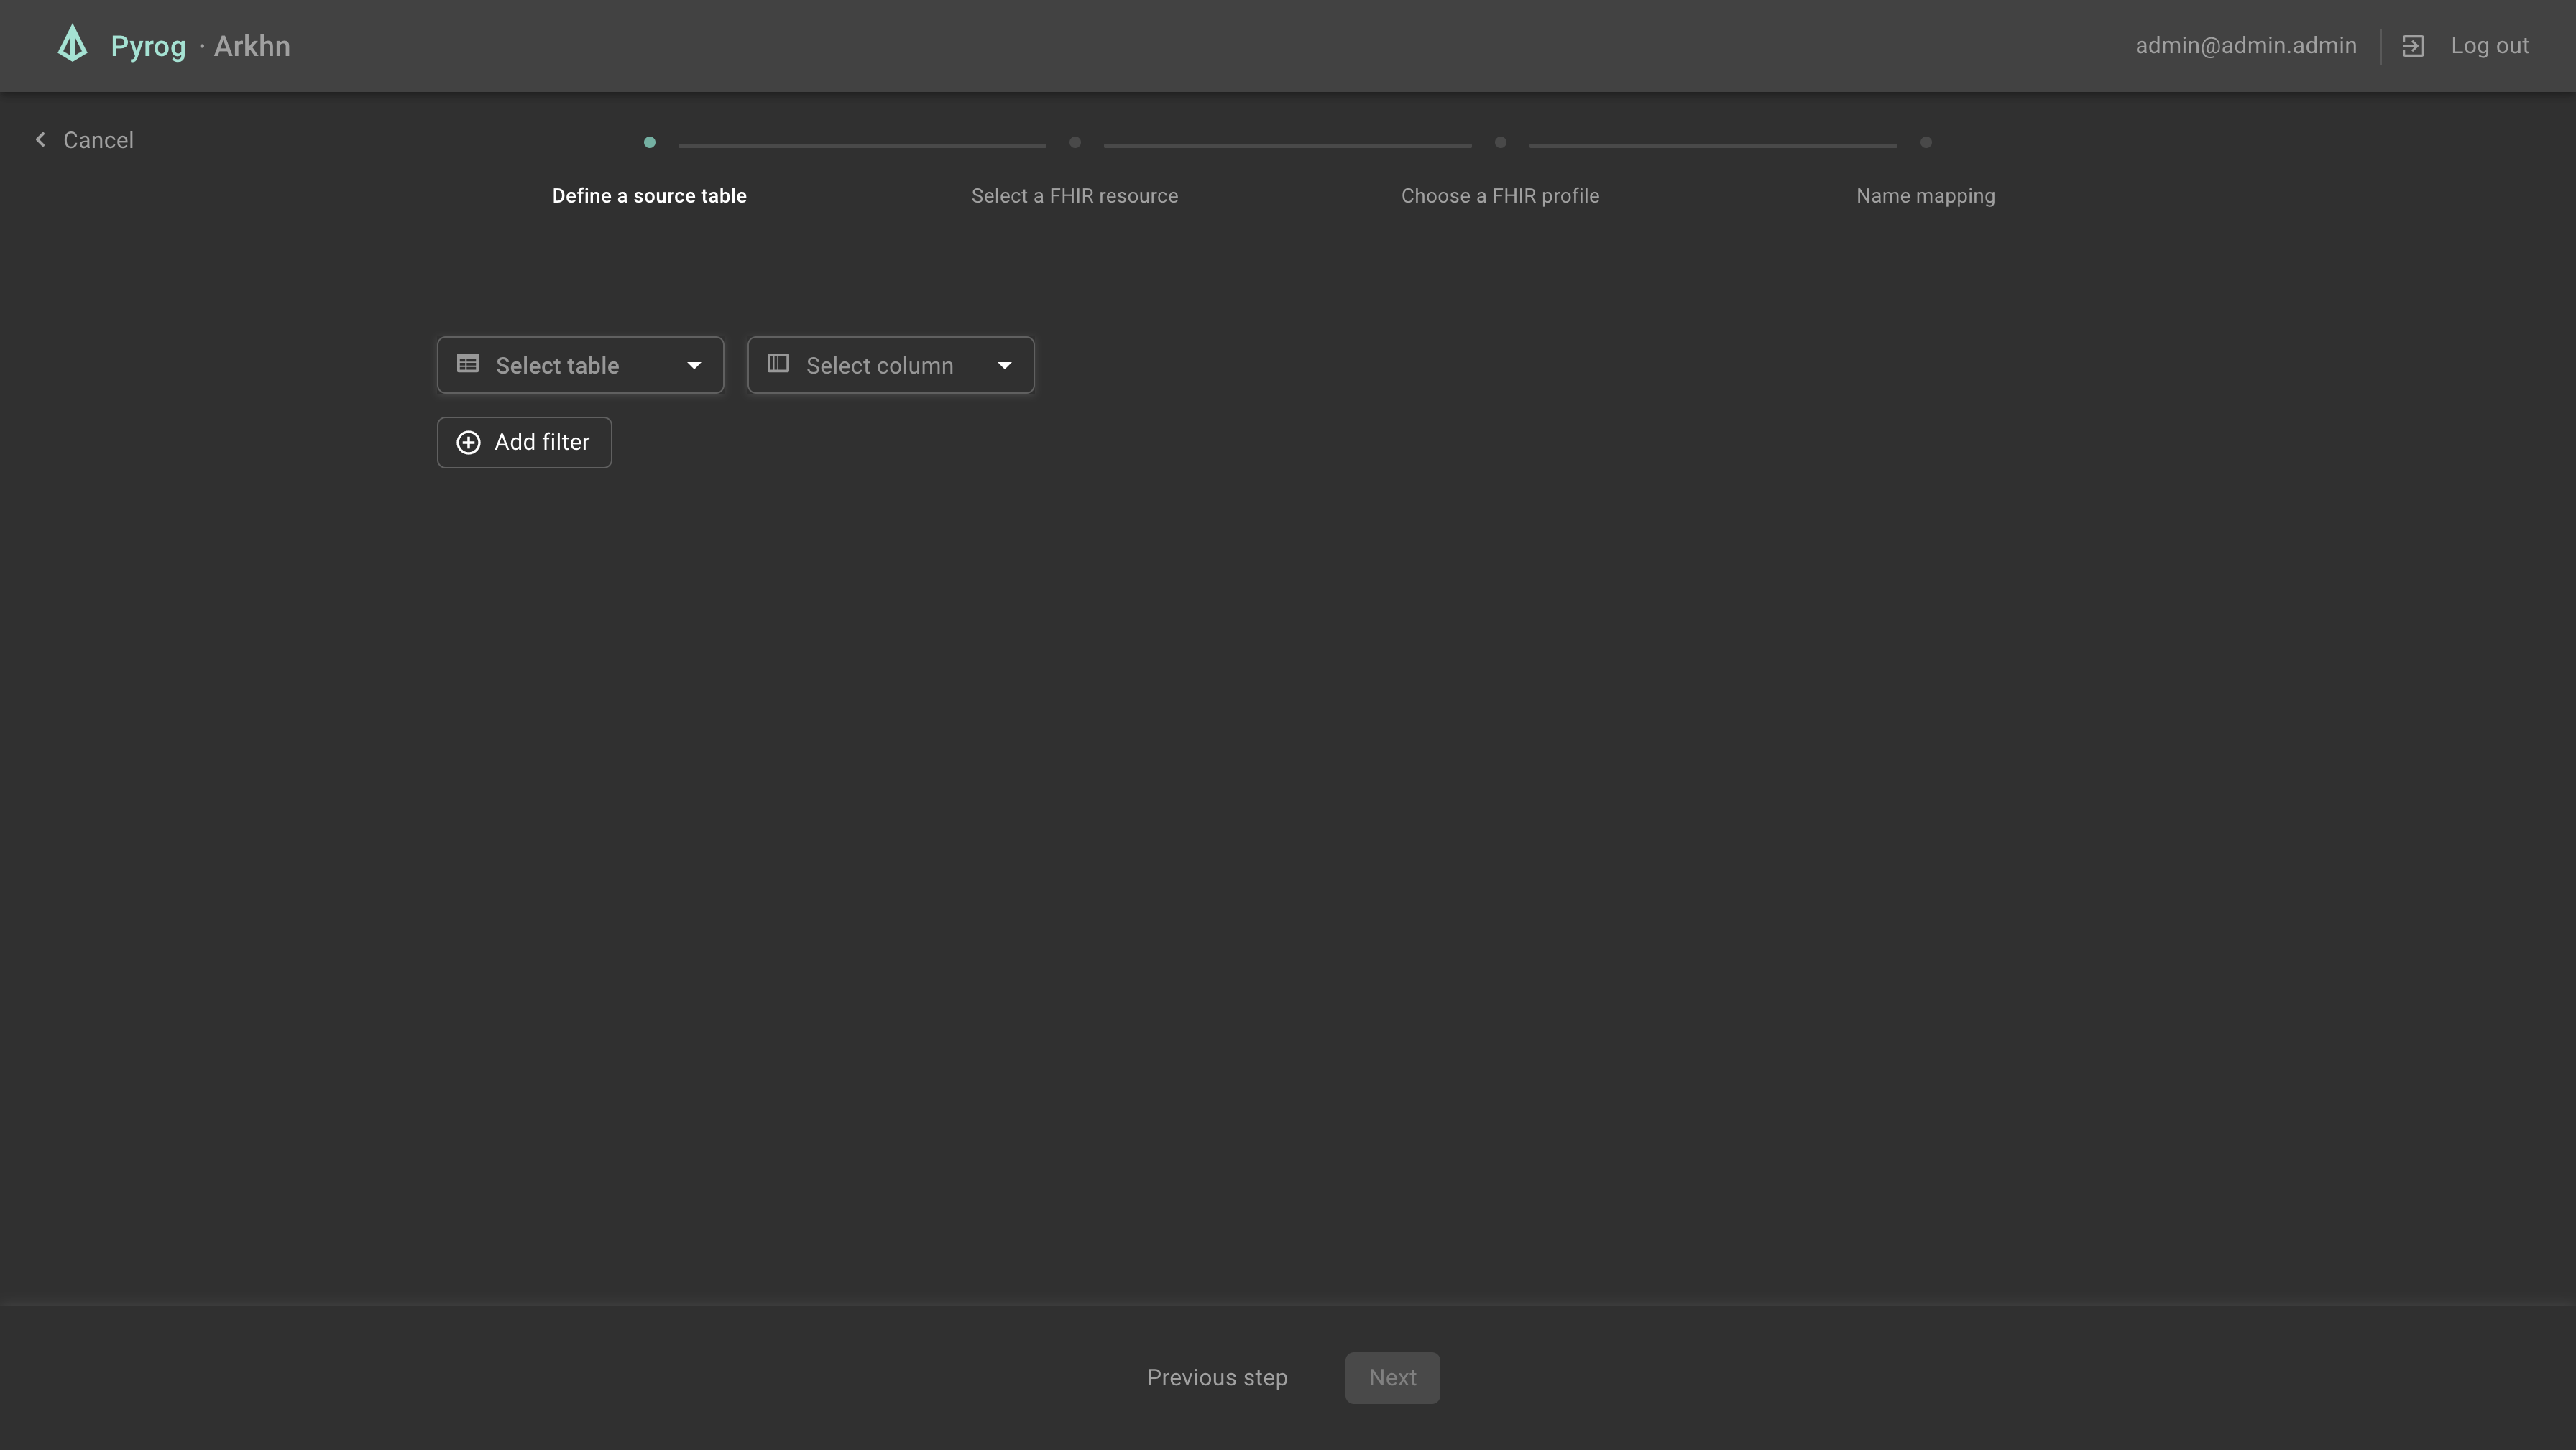 Pyrog · Arkhn
admin@admin.admin
Log out
Cancel
Define a source table
Select a FHIR resource
Choose a FHIR profile
Name mapping
Select table
Select column
Add filter
Previous step
Next